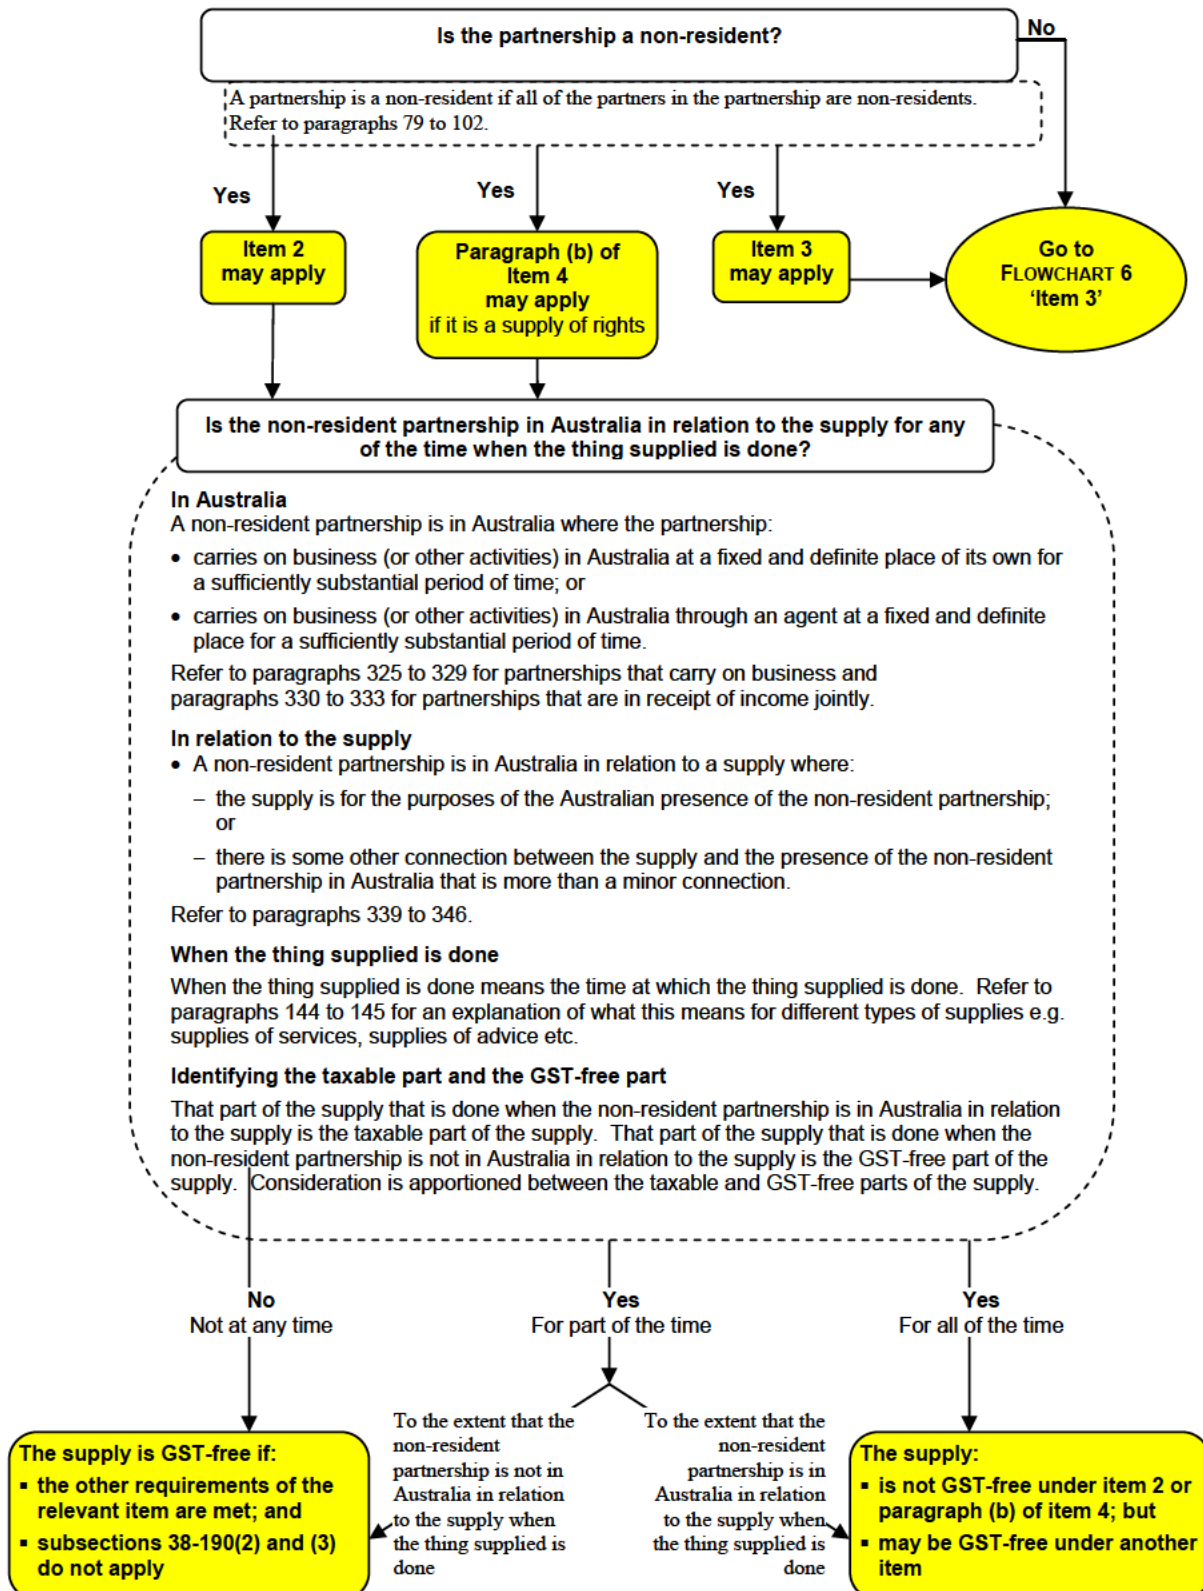 Is the partnership a non-resident?
No
A partnership is a non-resident if all of the partners in the partnership are non-residents.
Refer to paragraphs 79 to 102.
Yes
Yes
Yes
Item 2
may apply
Paragraph (b) of
Item 4
may apply
if it is a supply of rights
Item 3
may apply
Go to
FLOWCHART 6
‘Item 3’
Is the non-resident partnership in Australia in relation to the supply for any
of the time when the thing supplied is done?
In Australia
A non-resident partnership is in Australia where the partnership:
• carries on business (or other activities) in Australia at a fixed and definite place of its own for
a sufficiently substantial period of time; or
• carries on business (or other activities) in Australia through an agent at a fixed and definite
place for a sufficiently substantial period of time.
Refer to paragraphs 325 to 329 for partnerships that carry on business and
paragraphs 330 to 333 for partnerships that are in receipt of income jointly.
In relation to the supply
• A non-resident partnership is in Australia in relation to a supply where:
– the supply is for the purposes of the Australian presence of the non-resident partnership;
or
– there is some other connection between the supply and the presence of the non-resident
partnership in Australia that is more than a minor connection.
Refer to paragraphs 339 to 346.
When the thing supplied is done
When the thing supplied is done means the time at which the thing supplied is done. Refer to
paragraphs 144 to 145 for an explanation of what this means for different types of supplies e.g.
supplies of services, supplies of advice etc.
Identifying the taxable part and the GST-free part
That part of the supply that is done when the non-resident partnership is in Australia in relation
to the supply is the taxable part of the supply. That part of the supply that is done when the
non-resident partnership is not in Australia in relation to the supply is the GST-free part of the
supply. Consideration is apportioned between the taxable and GST-free parts of the supply.
No
Not at any time
Yes
For part of the time
Yes
For all of the time
The supply is GST-free if:
▪ the other requirements of the
relevant item are met; and
▪ subsections 38-190(2) and (3)
do not apply
To the extent that the
non-resident
partnership is not in
Australia in relation
to the supply when
the thing supplied is
done
To the extent that the
non-resident
partnership is in
Australia in relation
to the supply when
the thing supplied is
done
The supply:
▪ is not GST-free under item 2 or
paragraph (b) of item 4; but
▪ may be GST-free under another
item